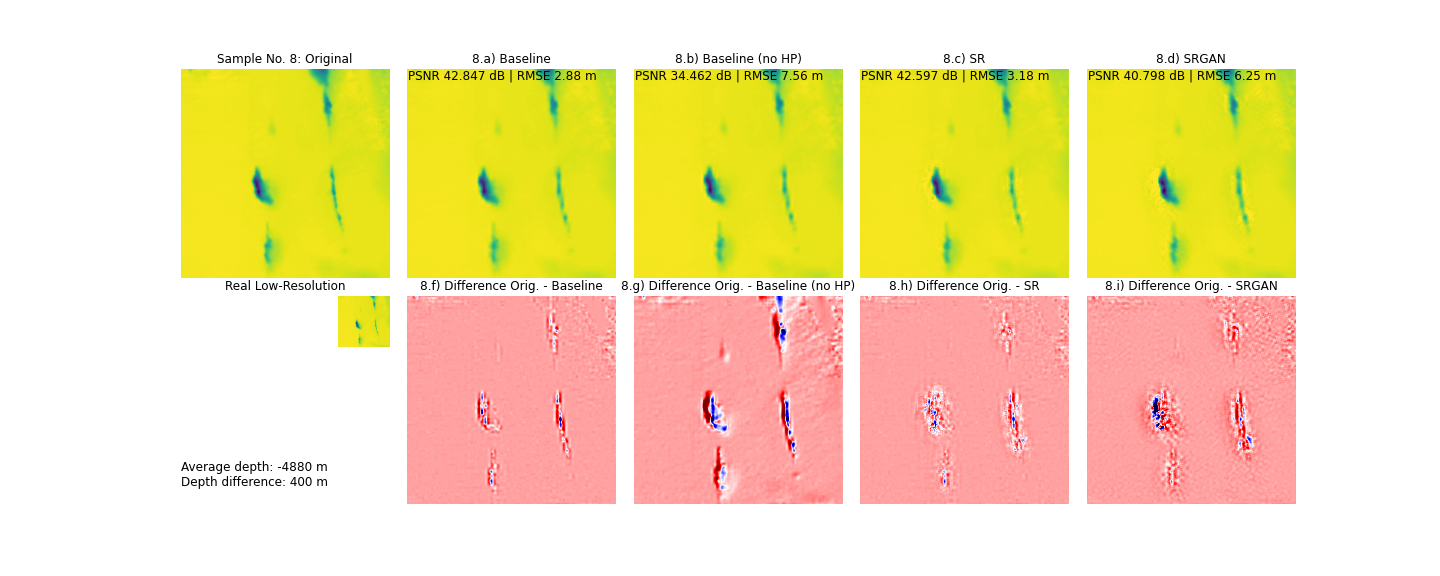 Sample No. 8: Original
8.a) Baseline
8.b) Baseline (no HP)
8.c) SR
8.d) SRGAN
PSNR 42.847 dB | RMSE 2.88 m
PSNR 34.462 dB | RMSE 7.56 m
PSNR 42.597 dB | RMSE 3.18 m
PSNR 40.798 dB | RMSE 6.25 m
Real Low-Resolution
8.f) Difference Orig. - Baseline
8.g) Difference Orig. - Baseline (no HP)
8.h) Difference Orig. - SR
8.i) Difference Orig. - SRGAN
Average depth: -4880 m
Depth difference: 400 m